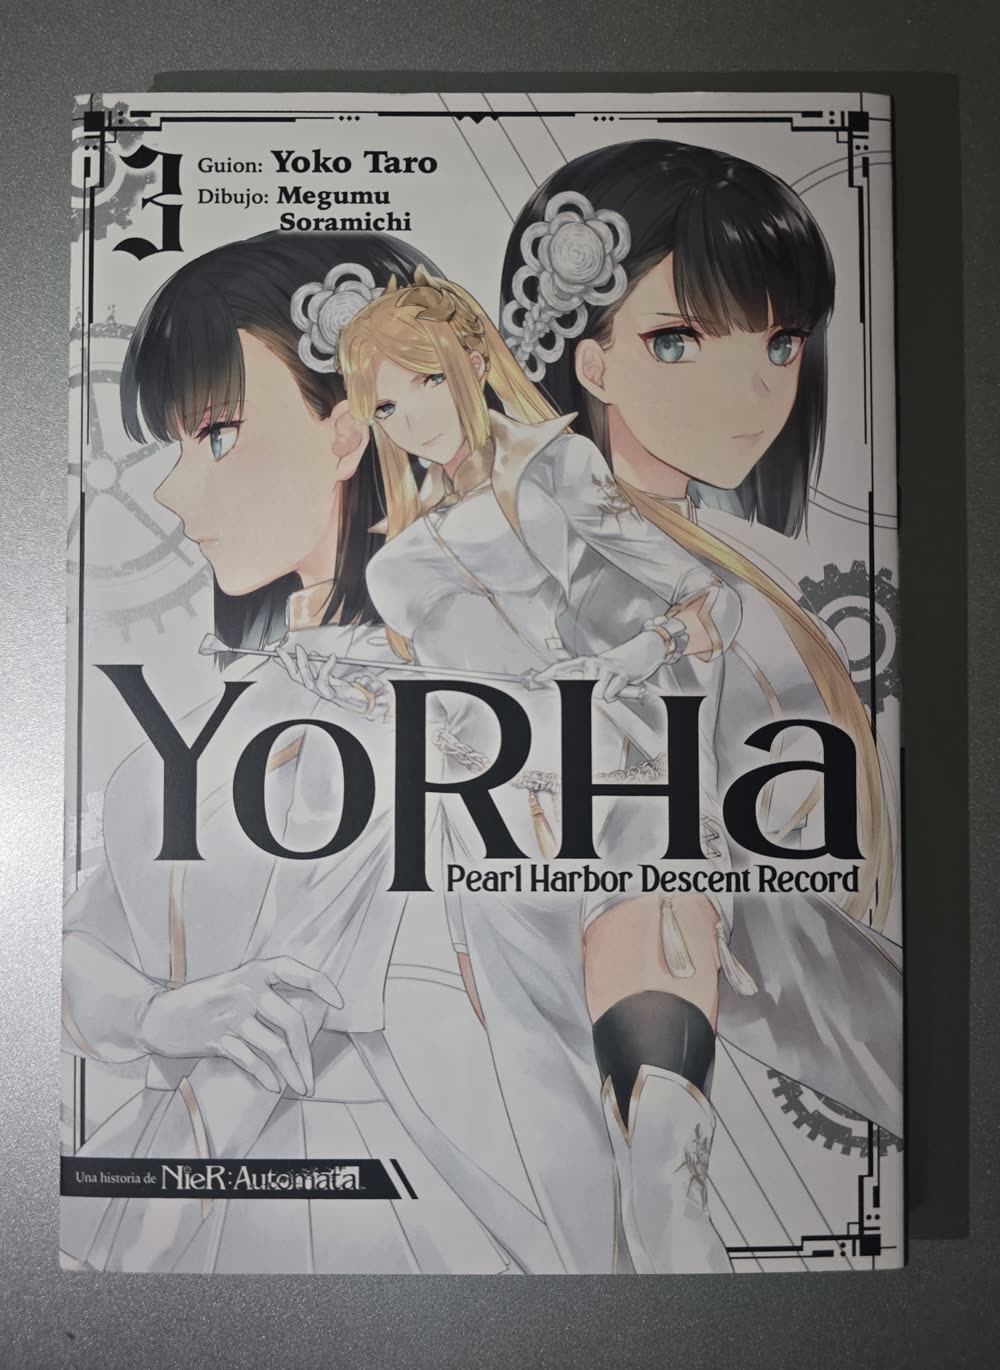 3
Guion: Yoko Taro
Dibujo: Megumu
Soramichi
YoRHa
Pearl Harbor Descent Record
Una historia de NieR:Automata